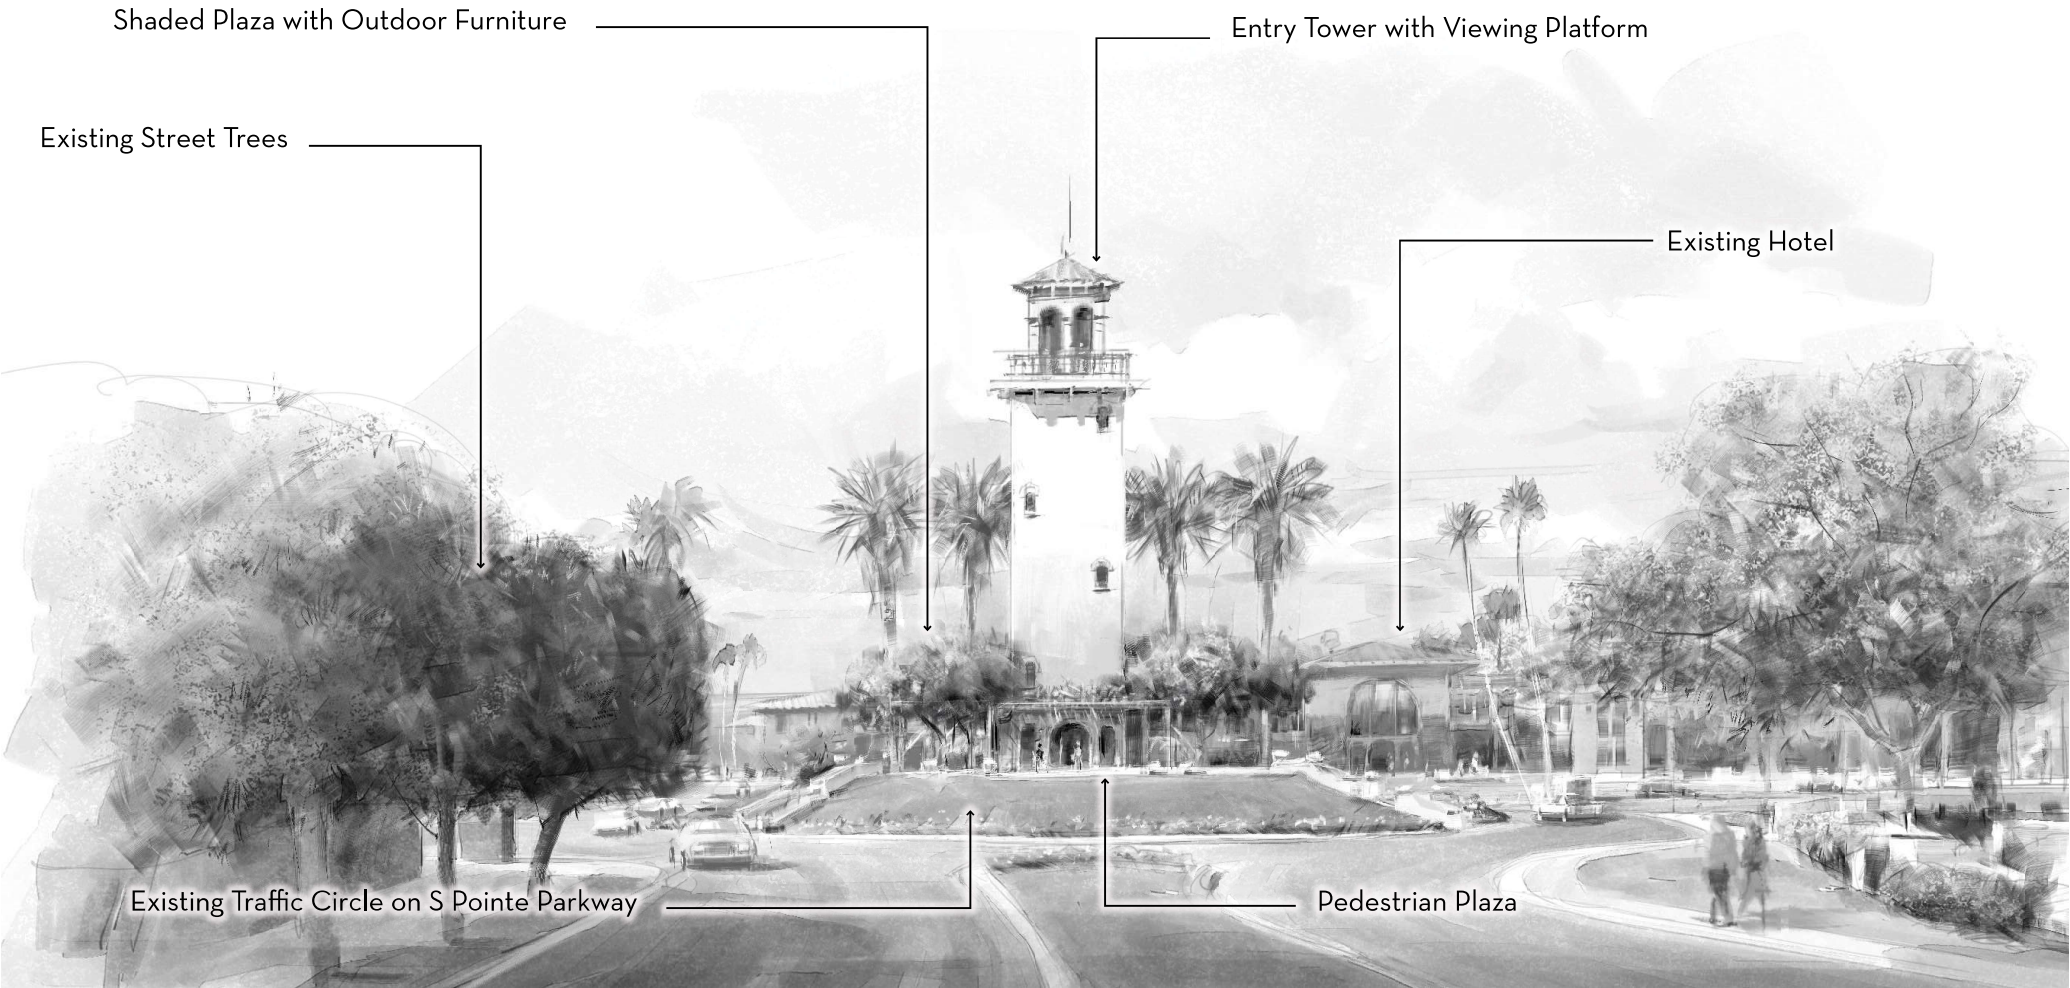 Shaded Plaza with Outdoor Furniture
Entry Tower with Viewing Platform
Existing Street Trees
Existing Hotel
Existing Traffic Circle on S Pointe Parkway
Pedestrian Plaza